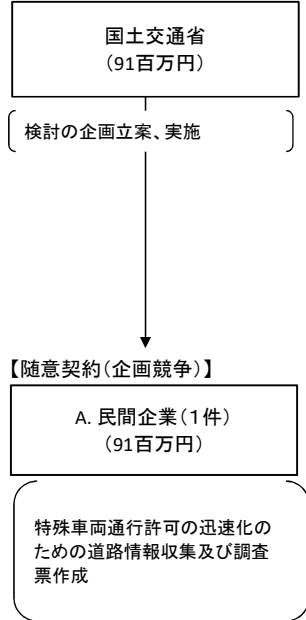 国土交通省
(91百万円)
検討の企画立案、実施
【随意契約(企画競争)】
A. 民間企業(1件)
(91百万円)
特殊車両通行許可の迅速化の
ための道路情報収集及び調査
票作成